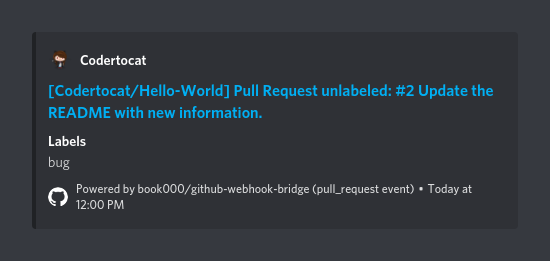 Codertocat
[Codertocat/Hello-World] Pull Request unlabeled: #2 Update the
README with new information.
Labels
bug
Powered by book000/github-webhook-bridge (pull_request event) • Today at
12:00 PM